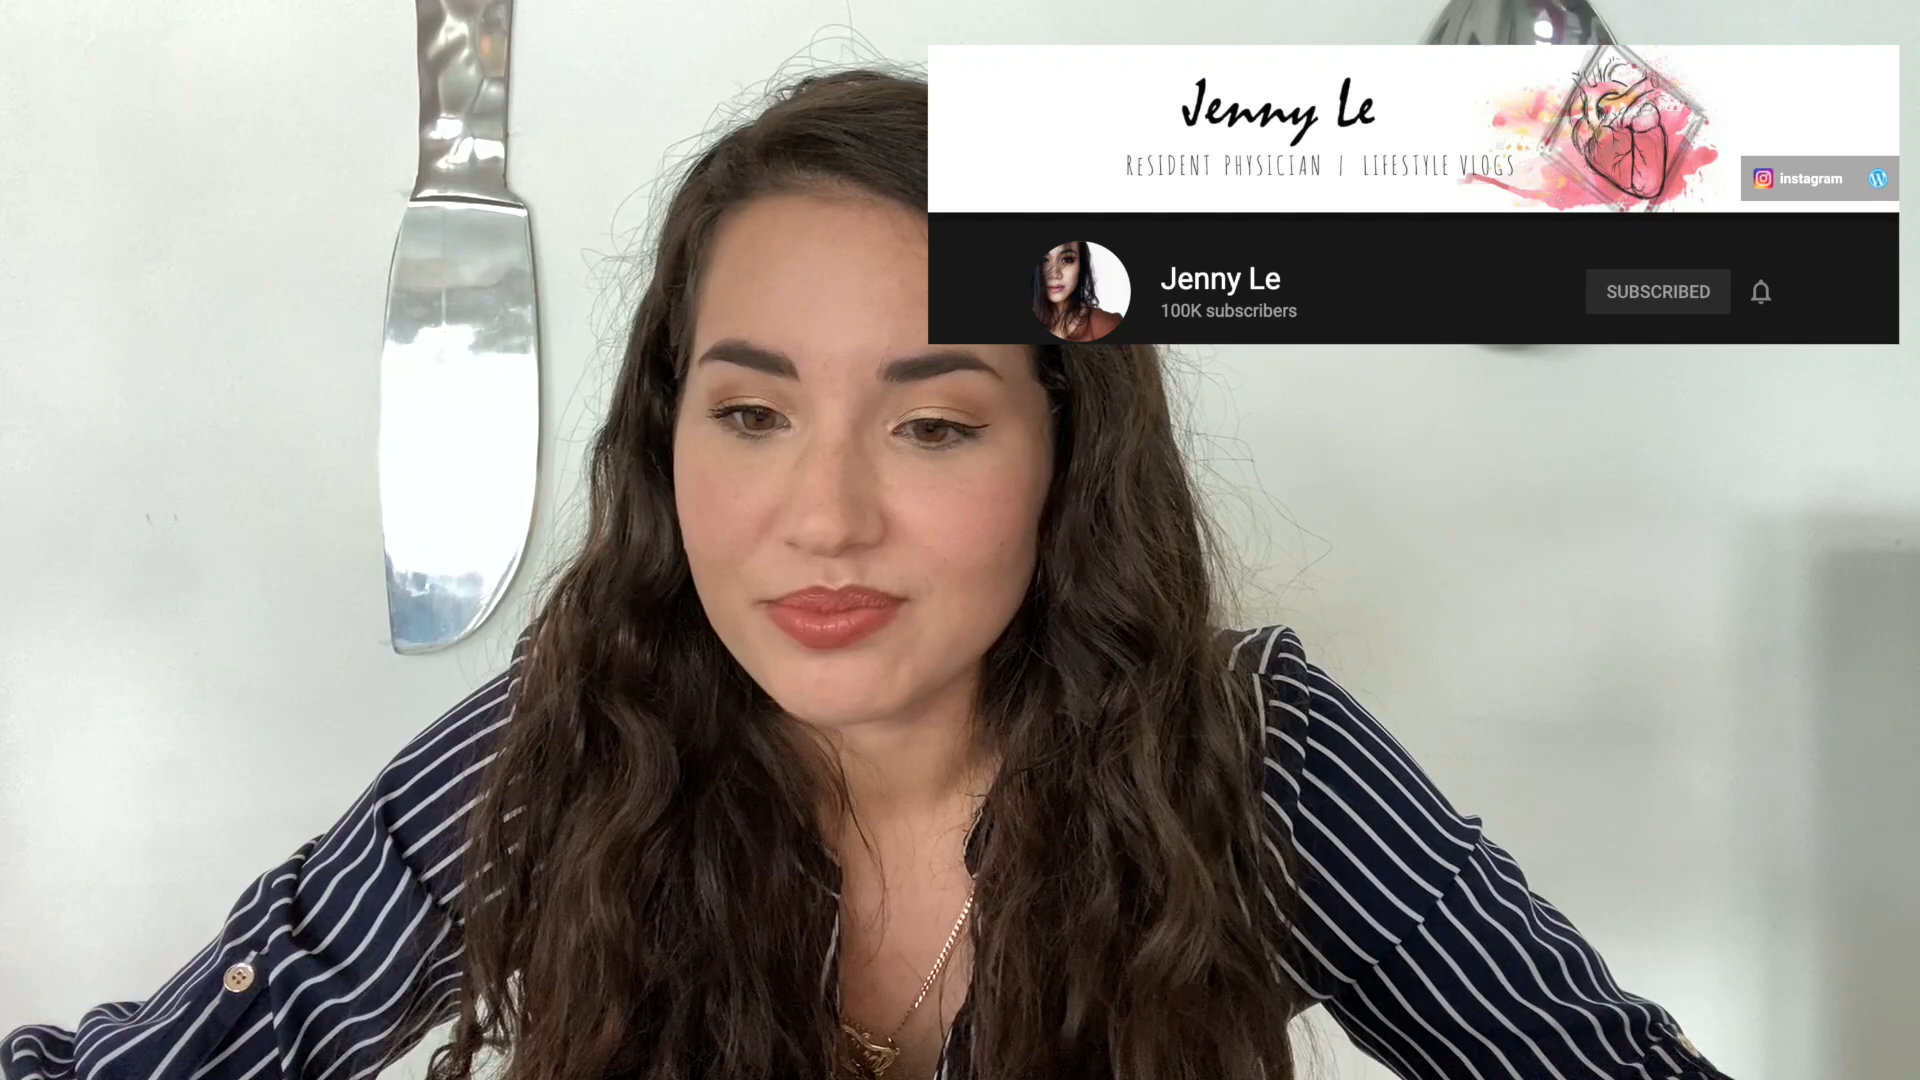 Jenny Le
ReSIDENT PHYSICIAN / LIFESTYLE VLOGS
instagram
Jenny Le
100K subscribers
SUBSCRIBED